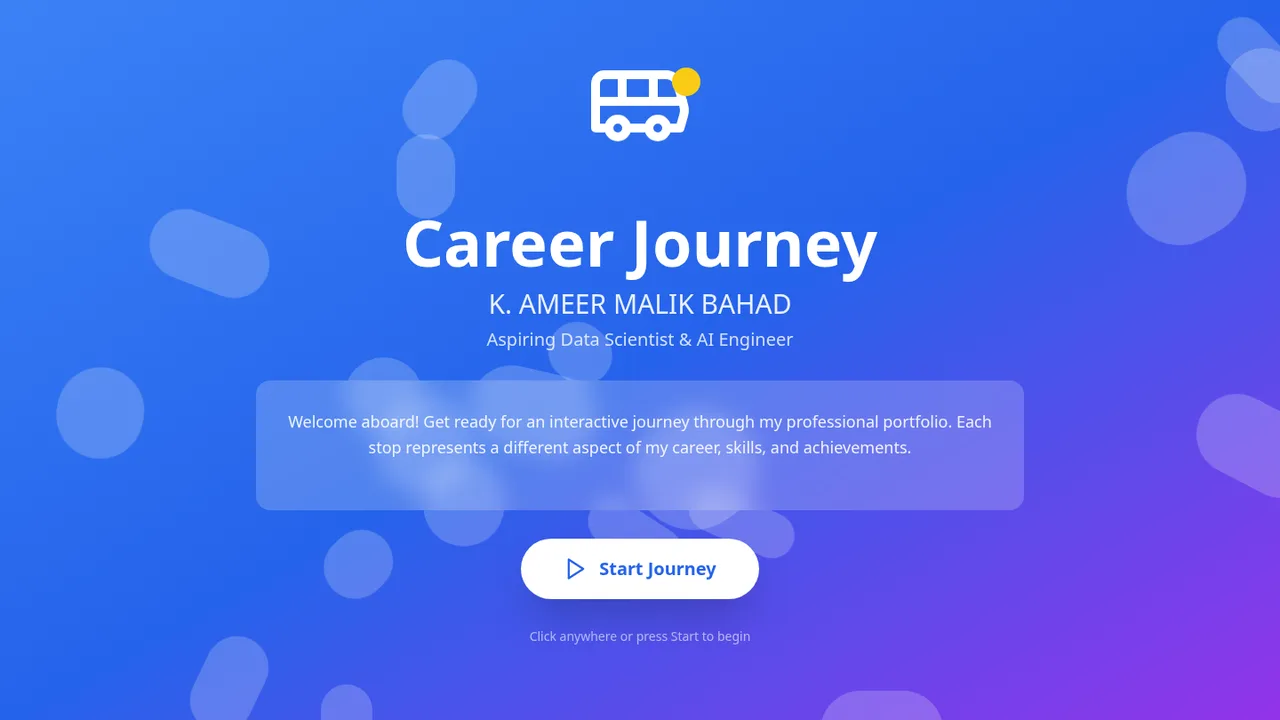 Career Journey
K. AMEER MALIK BAHAD
Aspiring Data Scientist & AI Engineer
Welcome aboard! Get ready for an interactive journey through my professional portfolio. Each
stop represents a different aspect of my career, skills, and achievements.
Start Journey
Click anywhere or press Start to begin